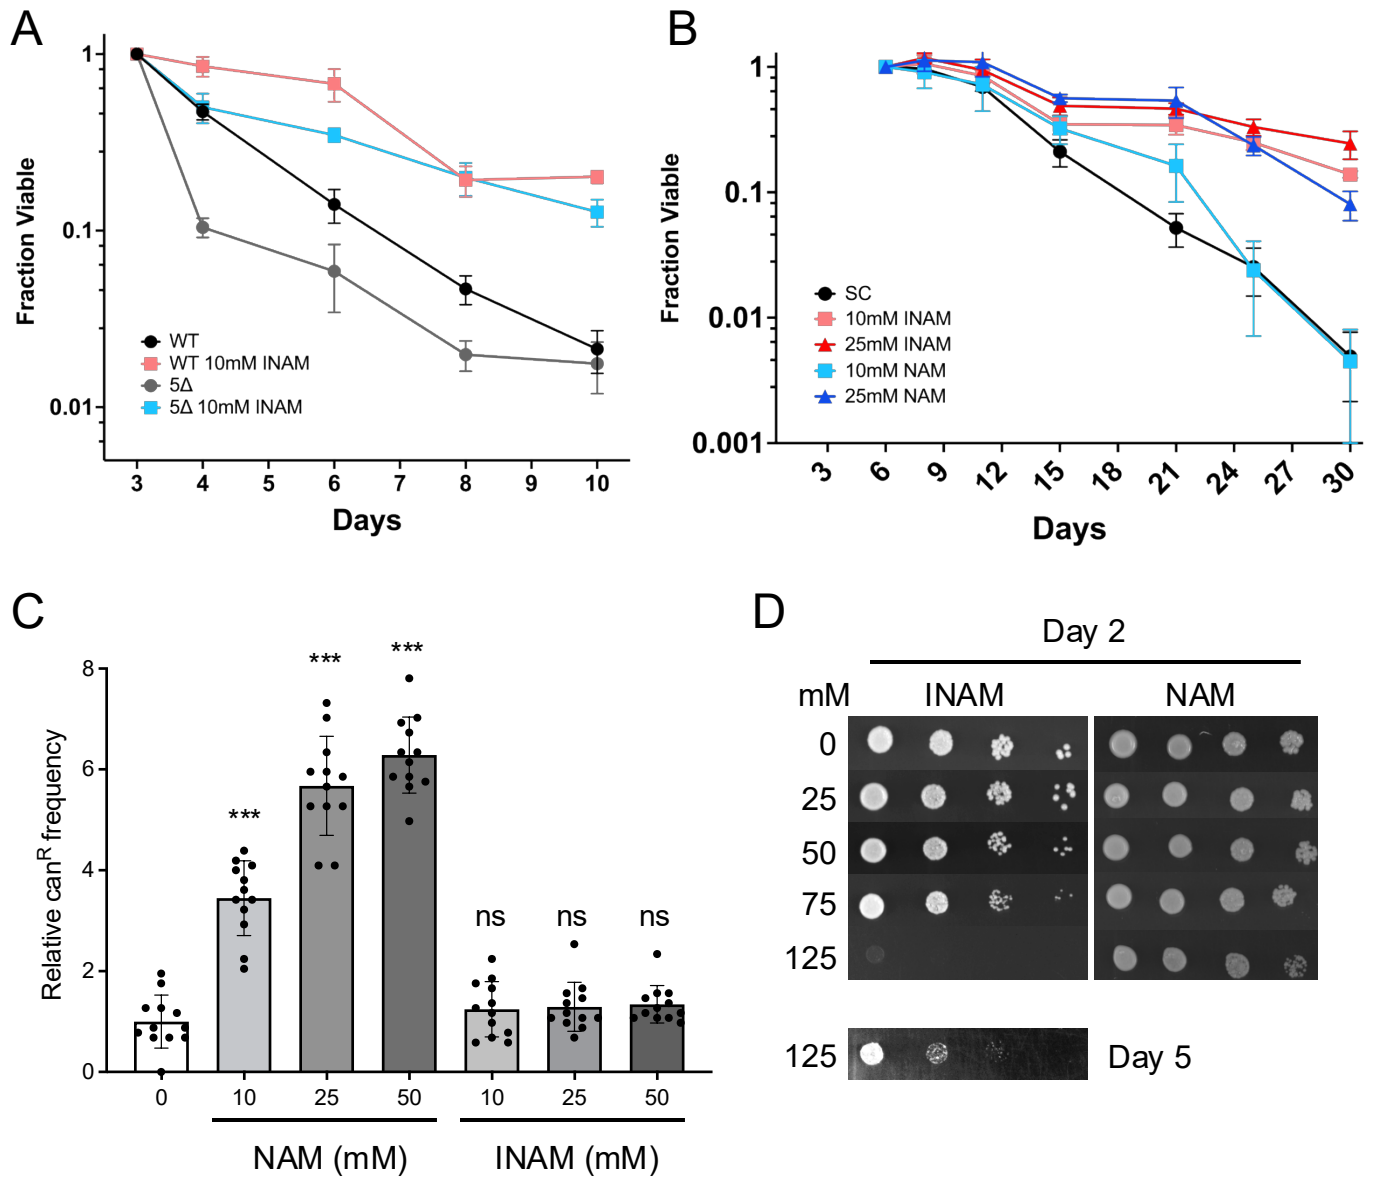 A
Fraction Viable
1
0.1
0.01
WT
WT 10mM INAM
5Δ
5Δ 10mM INAM
3 4 5 6 7 8 9 10
Days
B
Fraction Viable
1
0.1
0.01
0.001
SC
10mM INAM
25mM INAM
10mM NAM
25mM NAM
3 6 9 12 15 18 21 24 27 30
Days
C
Relative canR frequency
8
6
4
2
0
*** *** *** ns ns ns
0 10 25 50 10 25 50
NAM (mM) INAM (mM)
D
Day 2
mM INAM NAM
0
25
50
75
125
125 Day 5